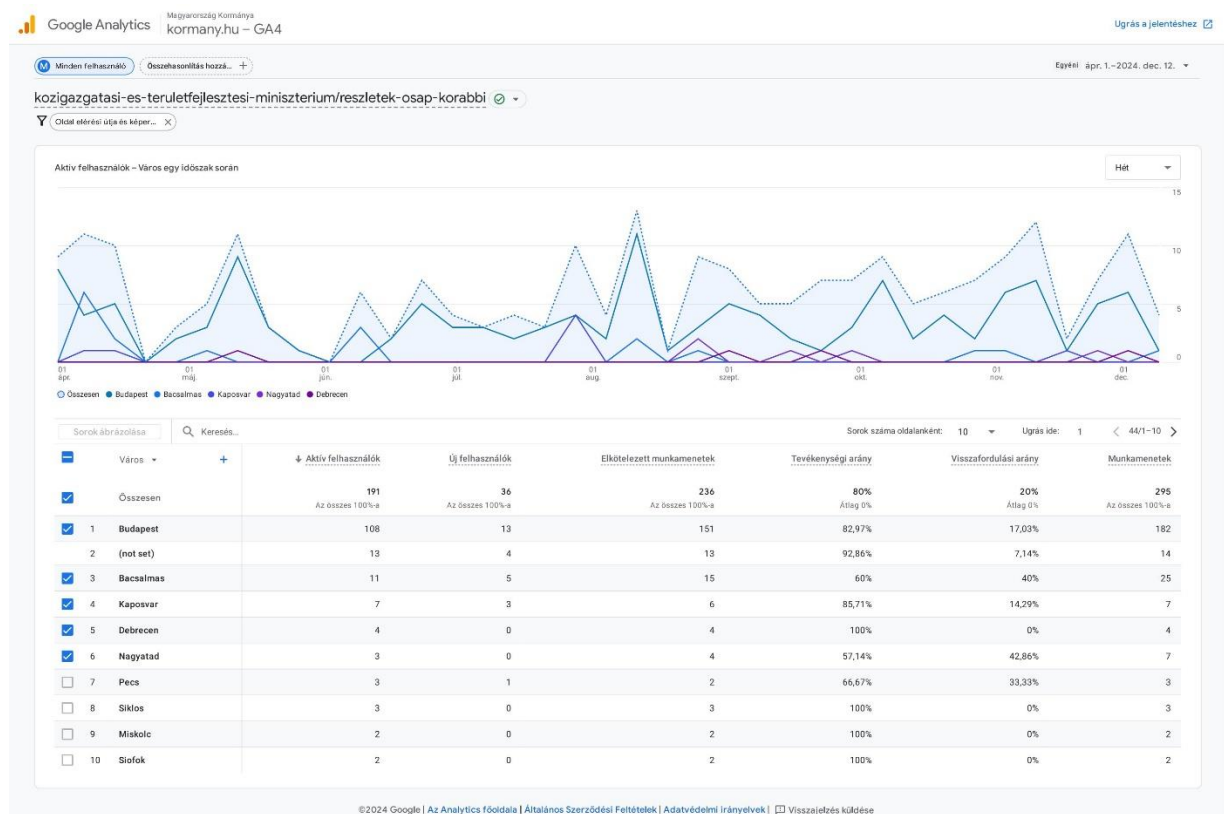 Google Analytics
Magyarország Kormánya
kormany.hu – GA4
Ugrás a jelentéshez
M Minden felhasználó
Összehasonlítás hozzá... +
Egyéni ápr. 1.–2024. dec. 12.
kozigazgatasi-es-teruletfejlesztesi-miniszterium/reszletek-osap-korabbi
Oldal elérési útja és képer... ×
Aktív felhasználók – Város egy időszak során
Hét
15
10
5
0
01 ápr. 01 máj. 01 jún. 01 júl. 01 aug. 01 szept. 01 okt. 01 nov. 01 dec.
Összesen Budapest Bacsalmas Kaposvar Nagyatad Debrecen
Sorok ábrázolása Keresés... Sorok száma oldalanként: 10 Ugrás ide: 1 < 44/1–10 >
Város + ↓ Aktív felhasználók Új felhasználók Elkötelezett munkamenetek Tevékenységi arány Visszafordulási arány Munkamenetek
Összesen 191 36 236 80% 20% 295
Az összes 100%-a Az összes 100%-a Az összes 100%-a Átlag 0% Átlag 0% Az összes 100%-a
1 Budapest 108 13 151 82,97% 17,03% 182
2 (not set) 13 4 13 92,86% 7,14% 14
3 Bacsalmas 11 5 15 60% 40% 25
4 Kaposvar 7 3 6 85,71% 14,29% 7
5 Debrecen 4 0 4 100% 0% 4
6 Nagyatad 3 0 4 57,14% 42,86% 7
7 Pecs 3 1 2 66,67% 33,33% 3
8 Siklos 3 0 3 100% 0% 3
9 Miskolc 2 0 2 100% 0% 2
10 Siofok 2 0 2 100% 0% 2
©2024 Google | Az Analytics főoldala | Általános Szerződési Feltételek | Adatvédelmi irányelvek | Visszajelzés küldése